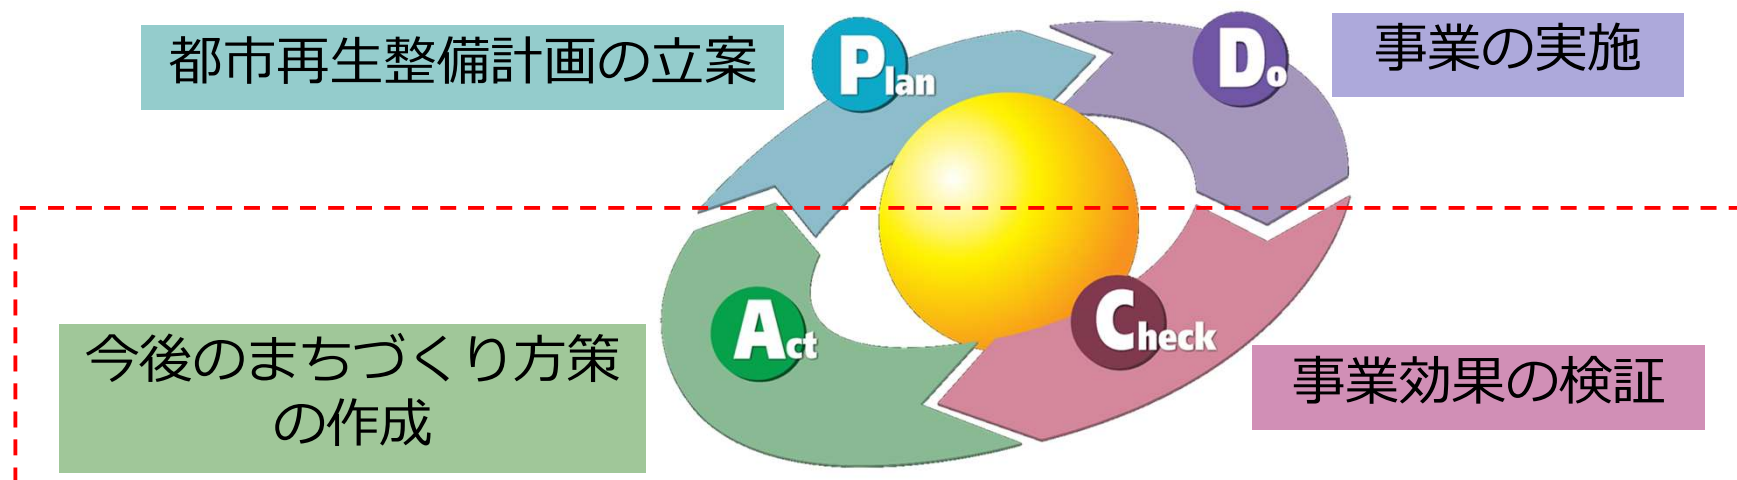 都市再生整備計画の立案
Plan
Do
事業の実施
今後のまちづくり方策
の作成
Act
Check
事業効果の検証